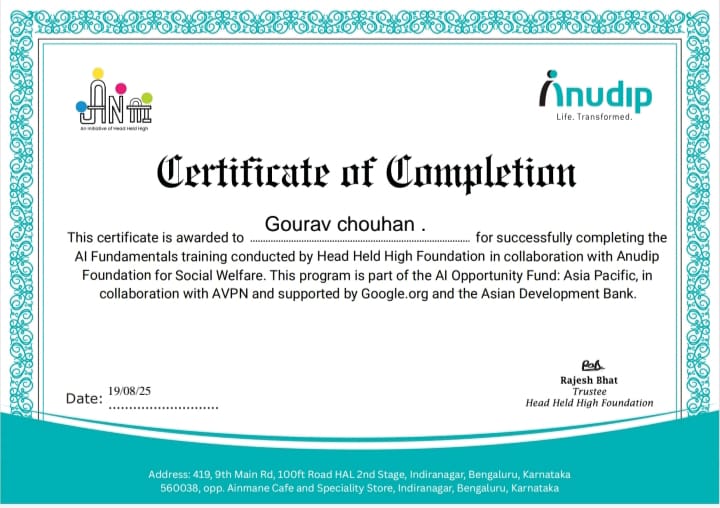 JAN AI
An Initiative of Head Held High
Anudip
Life. Transformed.
Certificate of Completion
Gourav chouhan .
This certificate is awarded to ........................ for successfully completing the
AI Fundamentals training conducted by Head Held High Foundation in collaboration with Anudip
Foundation for Social Welfare. This program is part of the AI Opportunity Fund: Asia Pacific, in
collaboration with AVPN and supported by Google.org and the Asian Development Bank.
Date: 19/08/25
Rajesh Bhat
Trustee
Head Held High Foundation
Address: 419, 9th Main Rd, 100ft Road HAL 2nd Stage, Indiranagar, Bengaluru, Karnataka
560038, opp. Ainmane Cafe and Speciality Store, Indiranagar, Bengaluru, Karnataka